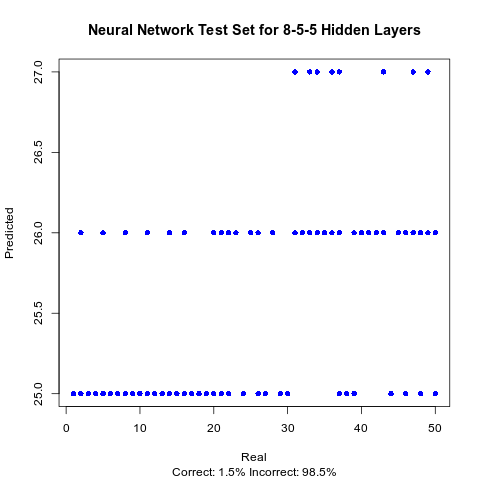 Neural Network Test Set for 8-5-5 Hidden Layers
Predicted
27.0
26.5
26.0
25.5
25.0
0 10 20 30 40 50
Real
Correct: 1.5% Incorrect: 98.5%